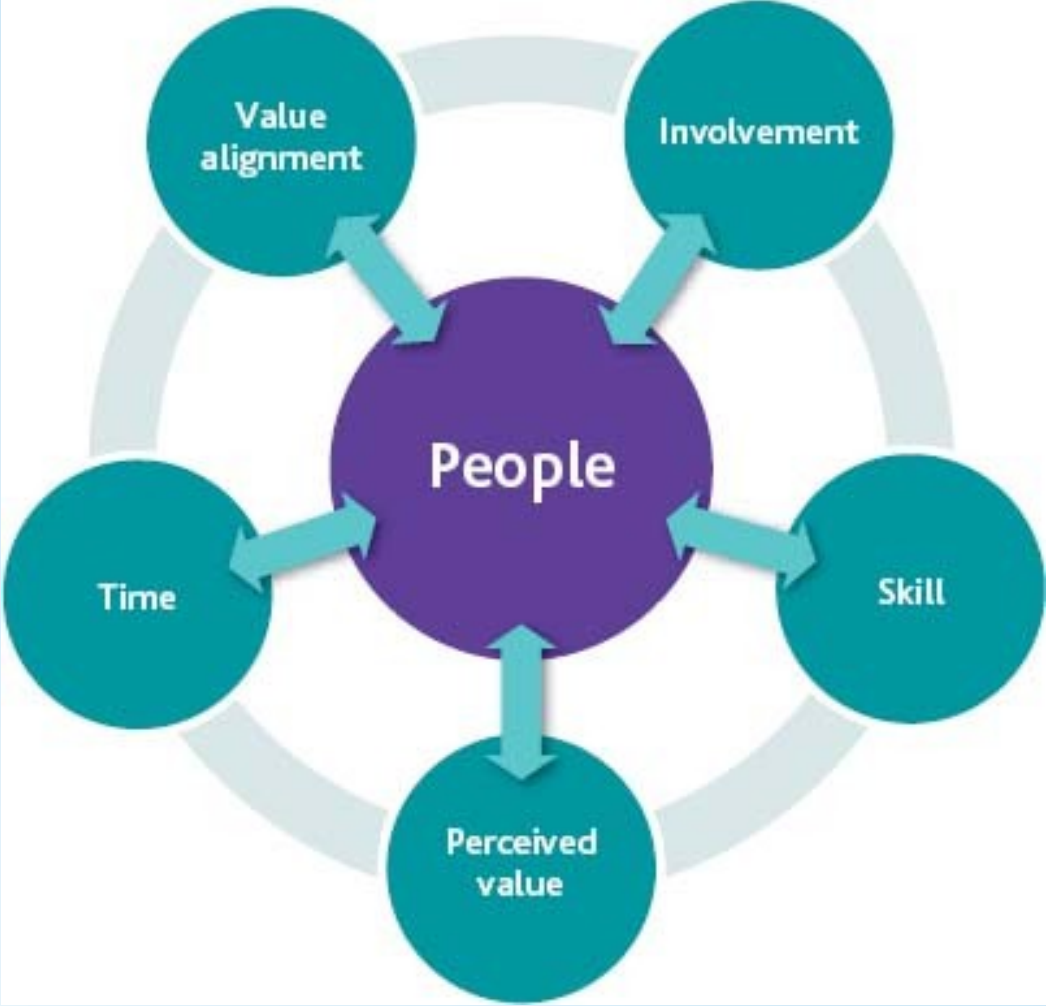 Value
alignment
Involvement
People
Time
Skill
Perceived
value